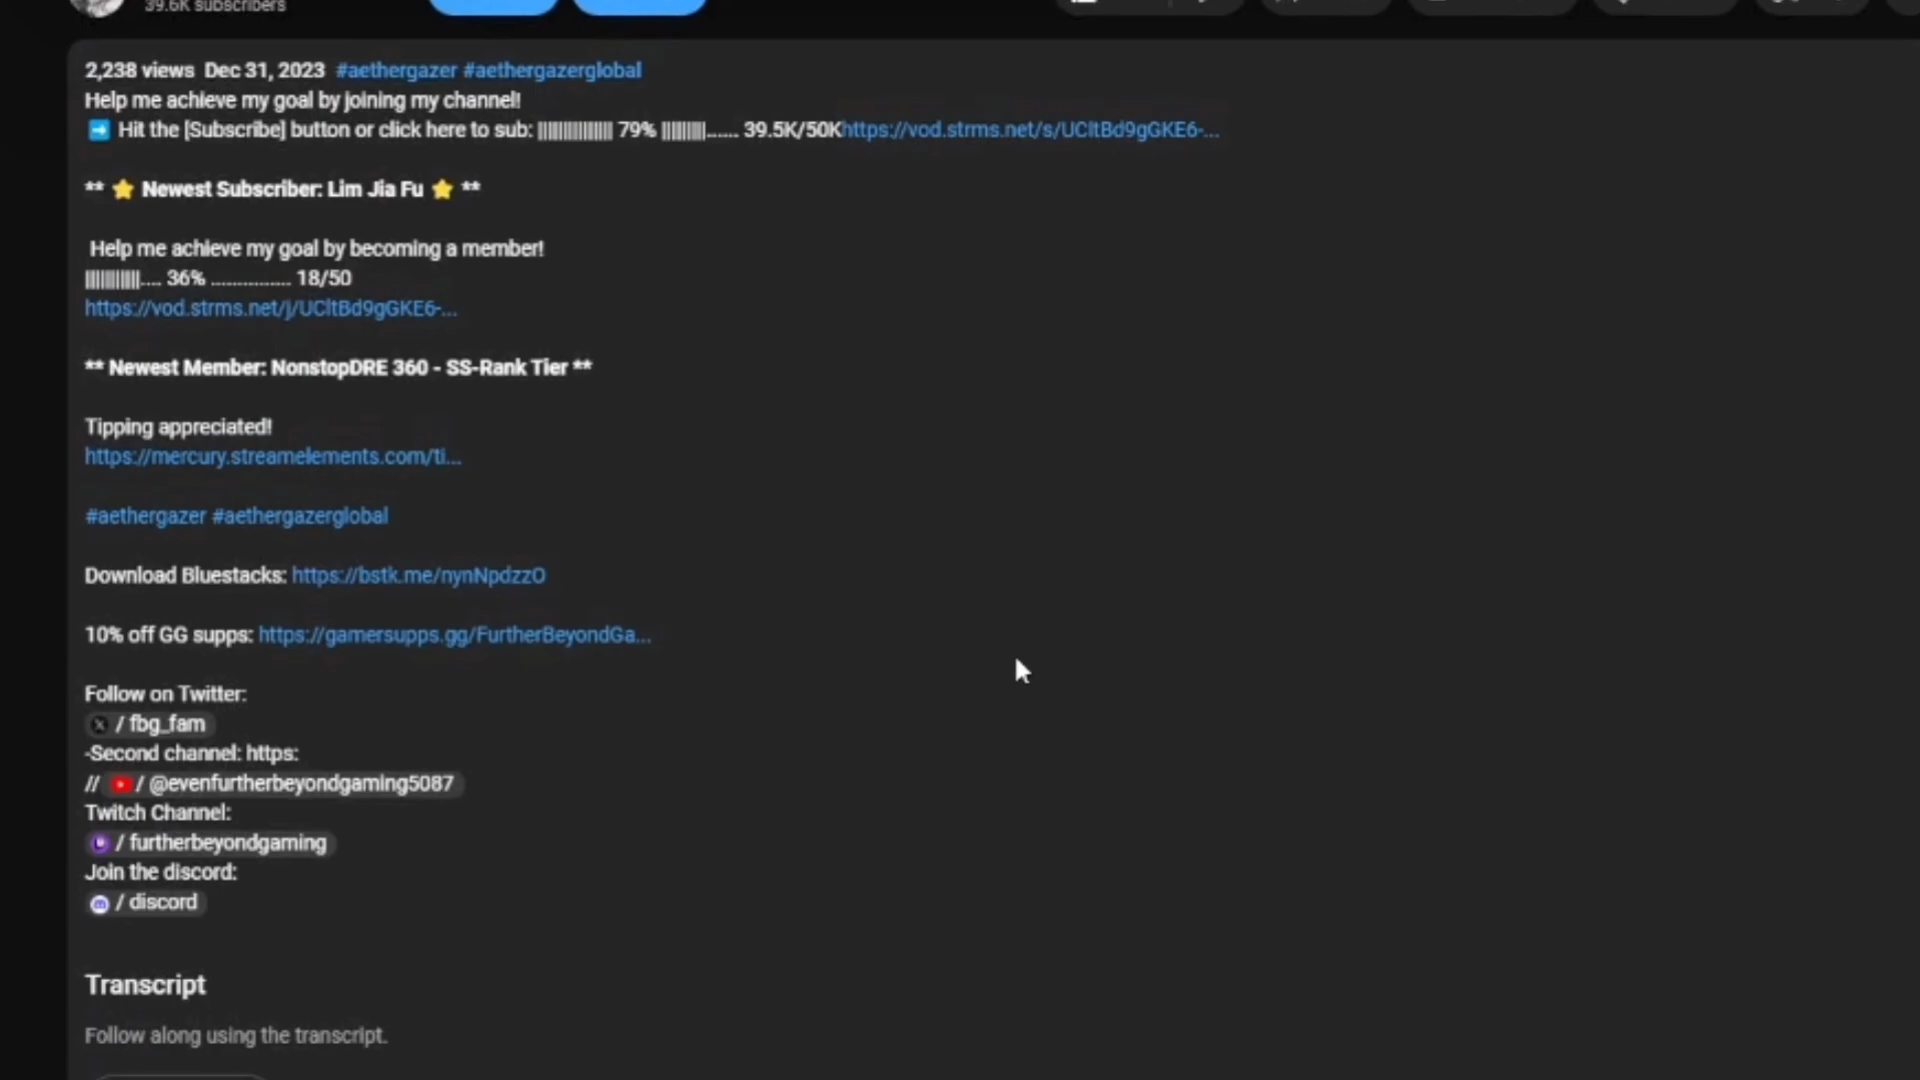 39.6K subscribers
2,238 views Dec 31, 2023 #aethergazer #aethergazerglobal
Help me achieve my goal by joining my channel!
➡️ Hit the [Subscribe] button or click here to sub: ||||||||||||||| 79% |||||||||...... 39.5K/50Khttps://vod.strms.net/s/UCltBd9gGKE6-...
** ⭐ Newest Subscriber: Lim Jia Fu ⭐ **
Help me achieve my goal by becoming a member!
|||||||||||.... 36% ............... 18/50
https://vod.strms.net/j/UCltBd9gGKE6-...
** Newest Member: NonstopDRE 360 - SS-Rank Tier **
Tipping appreciated!
https://mercury.streamelements.com/ti...
#aethergazer #aethergazerglobal
Download Bluestacks: https://bstk.me/nynNpdzzO
10% off GG supps: https://gamersupps.gg/FurtherBeyondGa...
Follow on Twitter:
/ fbg_fam
-Second channel: https:
// / @evenfurtherbeyondgaming5087
Twitch Channel:
/ furtherbeyondgaming
Join the discord:
/ discord
Transcript
Follow along using the transcript.